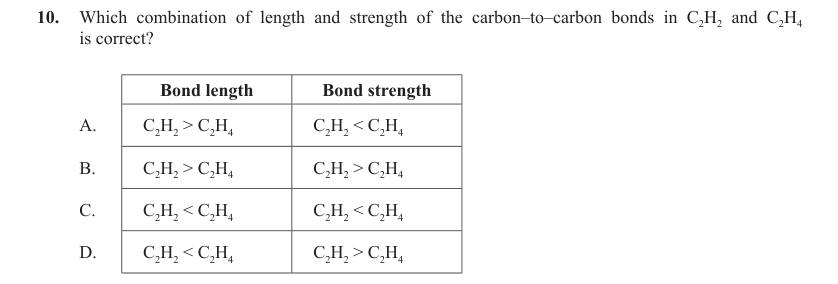 10. Which combination of length and strength of the carbon–to–carbon bonds in C₂H₂ and C₂H₄
is correct?
Bond length Bond strength
A. C₂H₂ > C₂H₄ C₂H₂ < C₂H₄
B. C₂H₂ > C₂H₄ C₂H₂ > C₂H₄
C. C₂H₂ < C₂H₄ C₂H₂ < C₂H₄
D. C₂H₂ < C₂H₄ C₂H₂ > C₂H₄